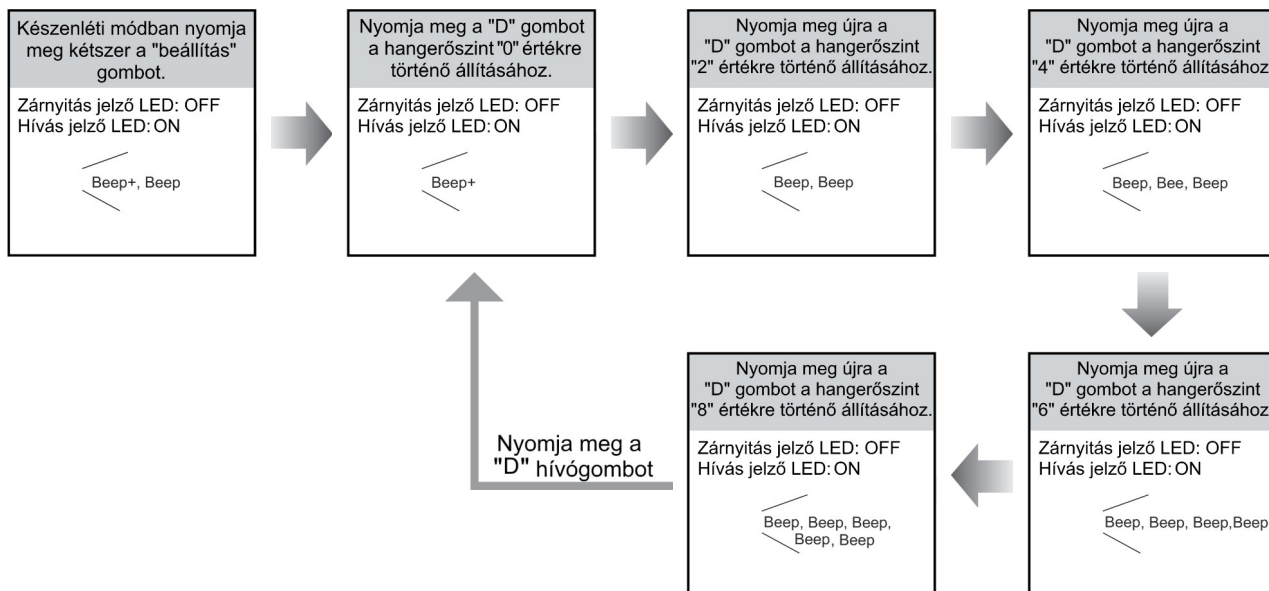 Készenléti módban nyomja
meg kétszer a "beállítás"
gombot.
Zárnyitás jelző LED: OFF
Hívás jelző LED: ON
Beep+, Beep
Nyomja meg a "D" gombot
a hangerőszint "0" értékre
történő állításához.
Zárnyitás jelző LED: OFF
Hívás jelző LED: ON
Beep+
Nyomja meg újra a
"D" gombot a hangerőszint
"2" értékre történő állításához.
Zárnyitás jelző LED: OFF
Hívás jelző LED: ON
Beep, Beep
Nyomja meg újra a
"D" gombot a hangerőszint
"4" értékre történő állításához
Zárnyitás jelző LED: OFF
Hívás jelző LED: ON
Beep, Bee, Beep
Nyomja meg újra a
"D" gombot a hangerőszint
"6" értékre történő állításához
Zárnyitás jelző LED: OFF
Hívás jelző LED: ON
Beep, Beep, Beep,Beep
Nyomja meg újra a
"D" gombot a hangerőszint
"8" értékre történő állításához.
Zárnyitás jelző LED: OFF
Hívás jelző LED: ON
Beep, Beep, Beep,
Beep, Beep
Nyomja meg a
"D" hívógombot